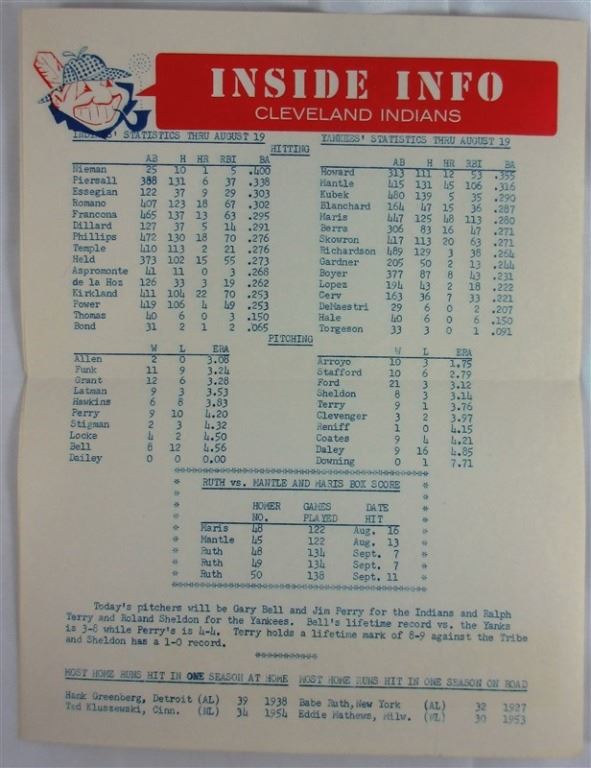 INSIDE INFO
CLEVELAND INDIANS
INDIANS' STATISTICS THRU AUGUST 19 YANKEES' STATISTICS THRU AUGUST 19
HITTING
AB H HR RBI BA AB H HR RBI BA
Nieman 25 10 1 5 .400 Howard 313 111 12 53 .355
Piersall 388 131 6 37 .338 Mantle 415 131 45 106 .316
Essegian 122 37 9 29 .303 Kubek 480 139 5 35 .290
Romano 407 123 18 67 .302 Blanchard 164 47 15 36 .287
Francona 465 137 13 63 .295 Maris 447 125 48 113 .280
Dillard 127 37 5 14 .291 Berra 306 83 16 47 .271
Phillips 472 130 18 70 .276 Skowron 417 113 20 63 .271
Temple 410 113 2 21 .276 Richardson 489 129 3 38 .264
Held 373 102 15 55 .273 Gardner 205 50 2 13 .244
Aspromonte 41 11 0 3 .268 Boyer 377 87 8 43 .231
de la Hoz 126 33 3 19 .262 Lopez 194 43 2 18 .222
Kirkland 411 104 22 70 .253 Cerv 163 36 7 33 .221
Power 419 106 4 49 .253 DeMaestri 29 6 0 2 .207
Thomas 40 6 0 3 .150 Hale 40 6 0 6 .150
Bond 31 2 1 2 .065 Torgeson 33 3 0 1 .091
PITCHING
W L ERA W L ERA
Allen 2 0 3.08 Arroyo 10 3 1.75
Funk 11 9 3.24 Stafford 10 6 2.79
Grant 12 6 3.28 Ford 21 3 3.12
Latman 9 3 3.53 Sheldon 8 3 3.14
Hawkins 6 8 3.83 Terry 9 1 3.76
Perry 9 10 4.20 Clevenger 3 2 3.97
Stigman 2 3 4.32 Reniff 1 0 4.15
Locke 4 2 4.50 Coates 9 4 4.21
Bell 8 12 4.56 Daley 9 16 4.85
Dailey 0 0 0.00 Downing 0 1 7.71
RUTH vs. MANTLE AND MARIS BOX SCORE
HOMER GAMES DATE
NO. PLAYED HIT
Maris 48 122 Aug. 16
Mantle 45 122 Aug. 13
Ruth 48 134 Sept. 7
Ruth 49 134 Sept. 7
Ruth 50 138 Sept. 11
Today's pitchers will be Gary Bell and Jim Perry for the Indians and Ralph
Terry and Roland Sheldon for the Yankees. Bell's lifetime record vs. the Yanks
is 3-8 while Perry's is 4-4. Terry holds a lifetime mark of 8-9 against the Tribe
and Sheldon has a 1-0 record.
MOST HOME RUNS HIT IN ONE SEASON AT HOME MOST HOME RUNS HIT IN ONE SEASON ON ROAD
Hank Greenberg, Detroit (AL) 39 1938 Babe Ruth, New York (AL) 32 1927
Ted Kluszewski, Cinn. (NL) 34 1954 Eddie Mathews, Milw. (NL) 30 1953